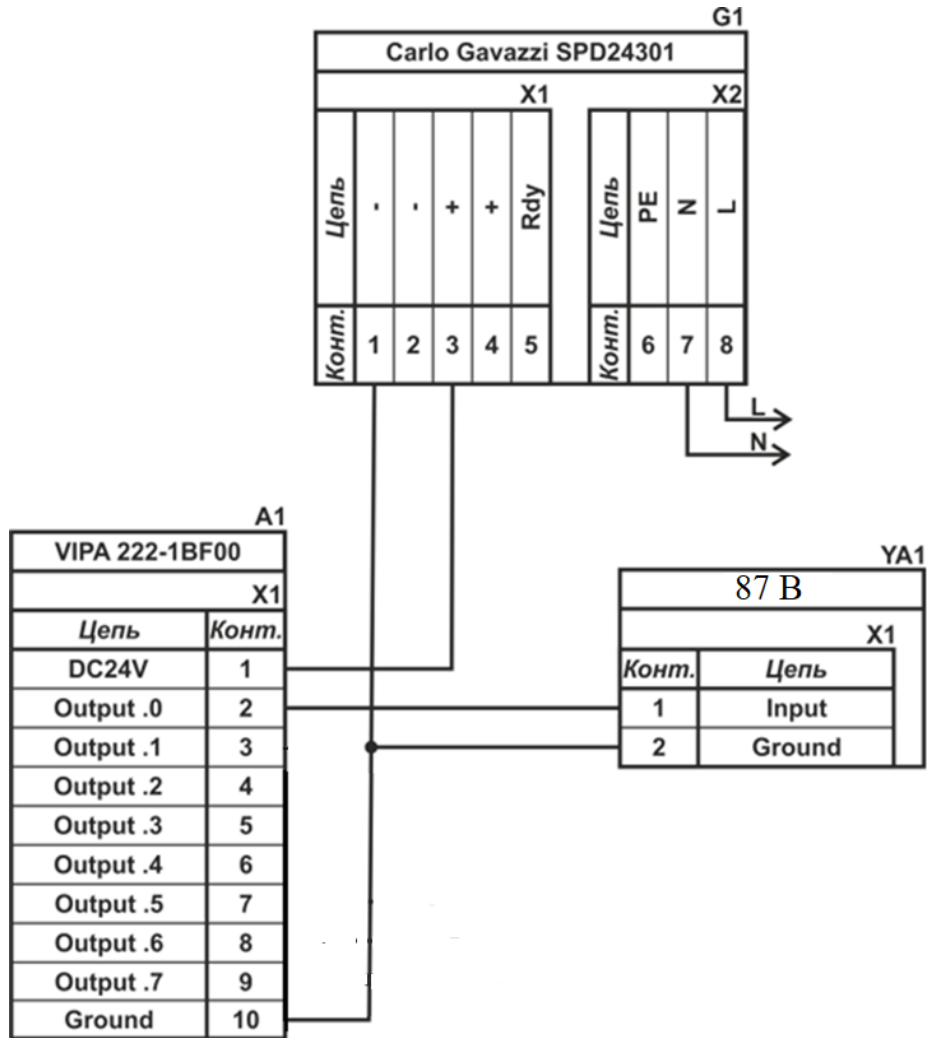 G1
Carlo Gavazzi SPD24301
X1 X2
Цепь - - + + Rdy Цепь PE N L
Конт. 1 2 3 4 5 Конт. 6 7 8
L
N
A1
VIPA 222-1BF00
X1
Цепь Конт.
DC24V 1
Output .0 2
Output .1 3
Output .2 4
Output .3 5
Output .4 6
Output .5 7
Output .6 8
Output .7 9
Ground 10
YA1
87 В
X1
Конт. Цепь
1 Input
2 Ground